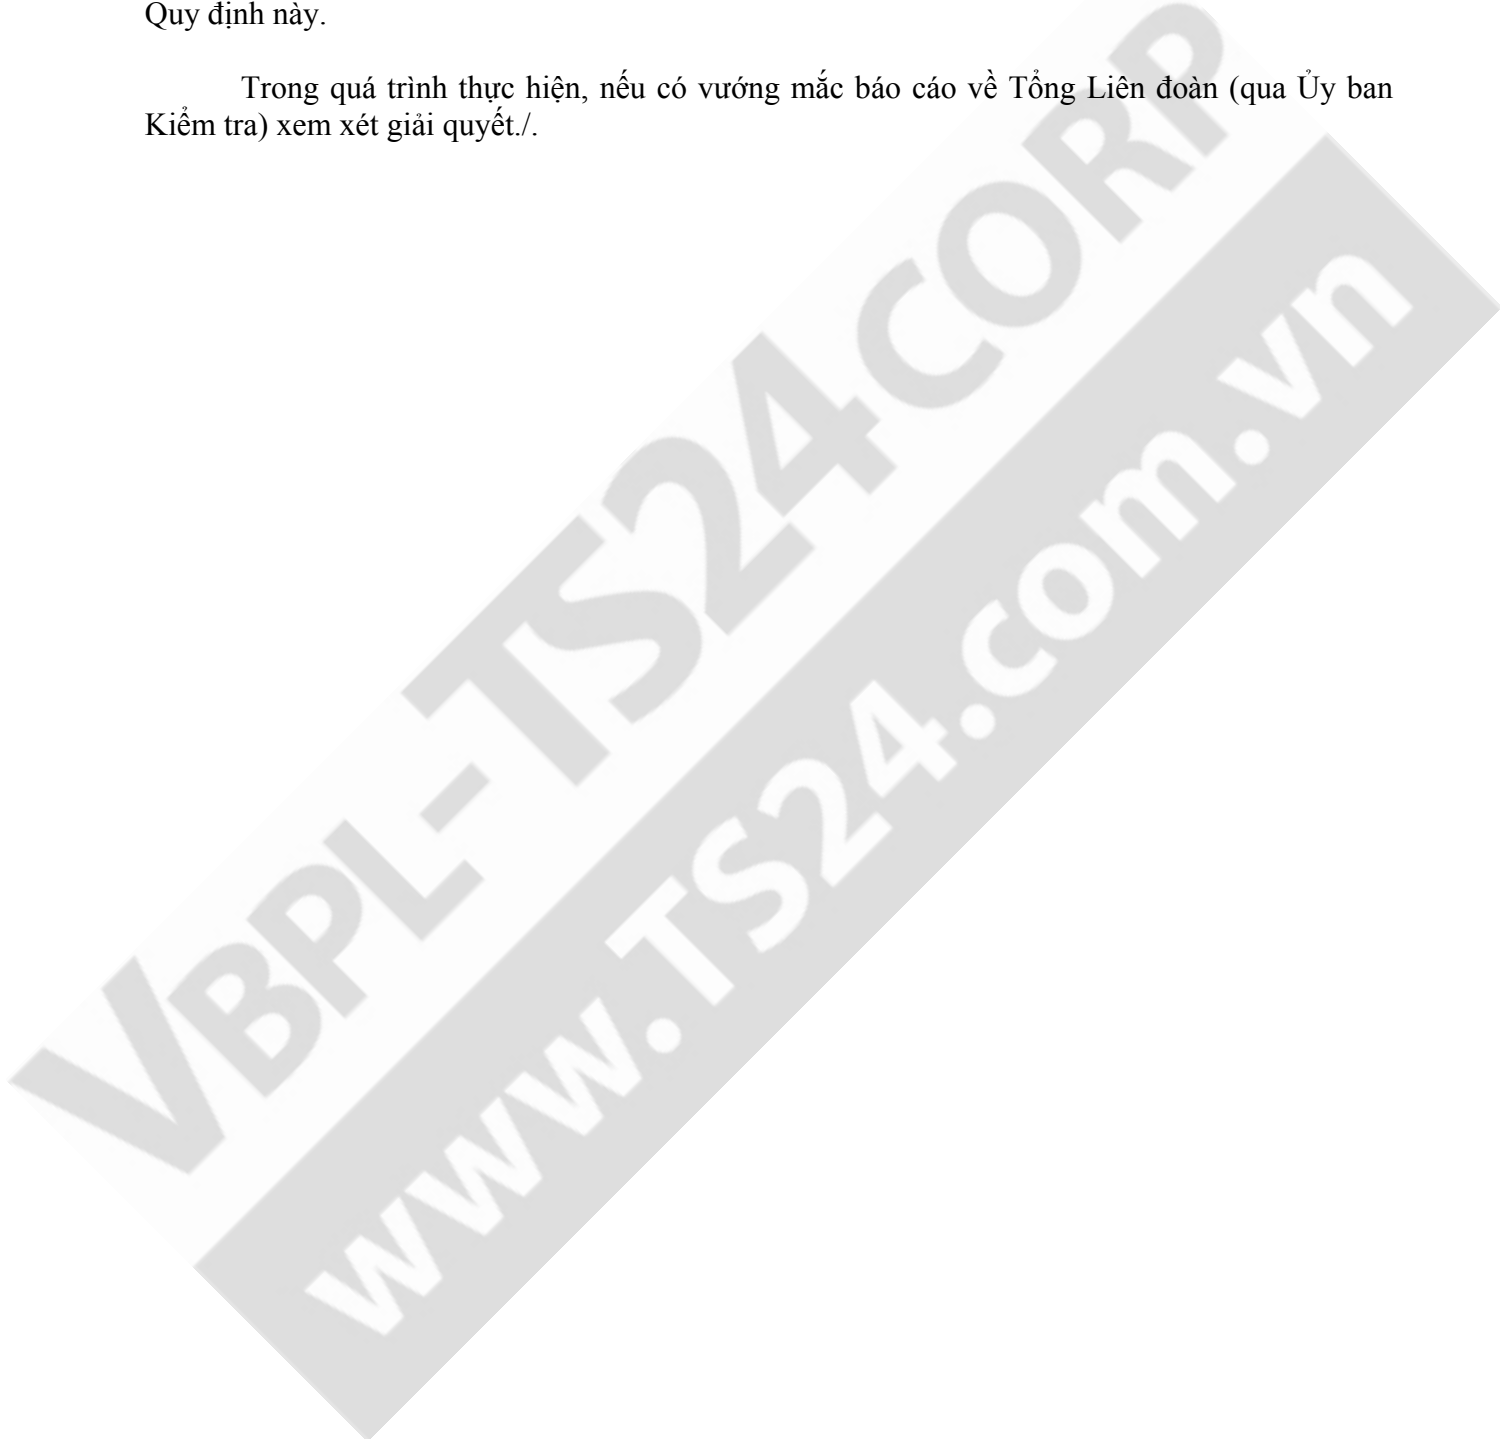 Quy định này.
Trong quá trình thực hiện, nếu có vướng mắc báo cáo về Tổng Liên đoàn (qua Ủy ban
Kiểm tra) xem xét giải quyết./.
VBPL-TS24CORP
www.TS24.com.vn